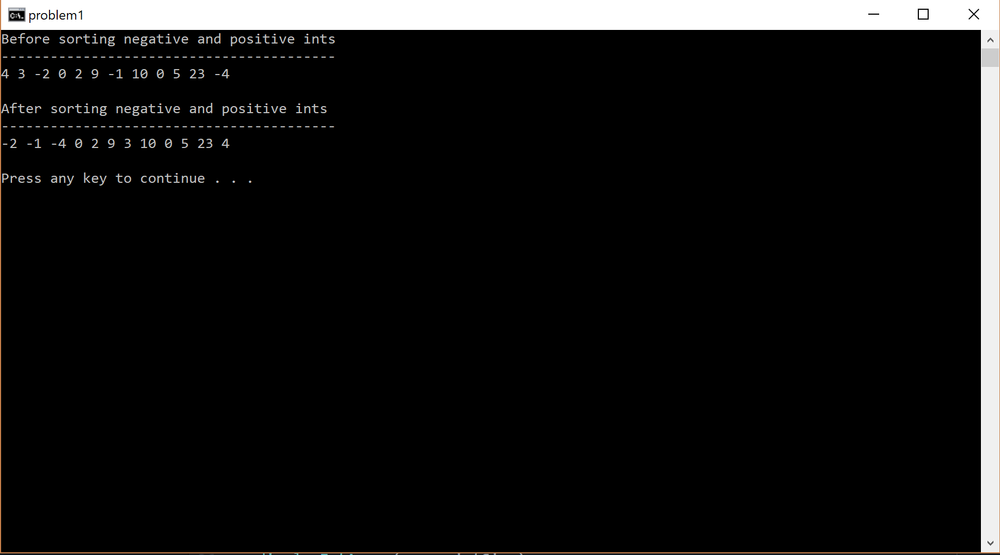 problem1
Before sorting negative and positive ints
-----------------------------------------
4 3 -2 0 2 9 -1 10 0 5 23 -4
After sorting negative and positive ints
-----------------------------------------
-2 -1 -4 0 2 9 3 10 0 5 23 4
Press any key to continue . . .